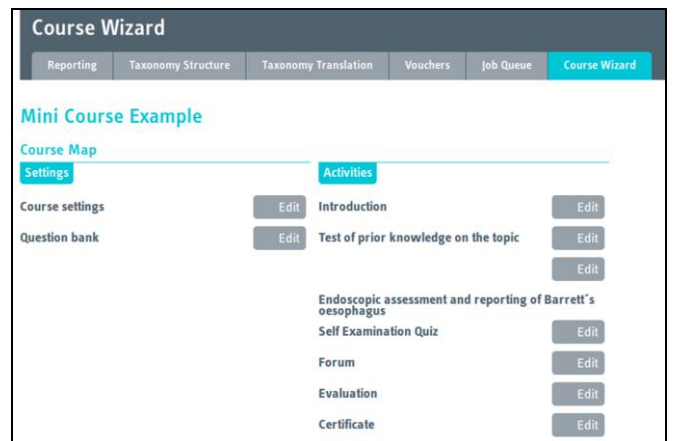 Course Wizard
Reporting Taxonomy Structure Taxonomy Translation Vouchers Job Queue Course Wizard
Mini Course Example
Course Map
Settings Activities
Course settings Edit Introduction Edit
Question bank Edit Test of prior knowledge on the topic Edit
Edit
Endoscopic assessment and reporting of Barrett´s
oesophagus
Self Examination Quiz Edit
Forum Edit
Evaluation Edit
Certificate Edit